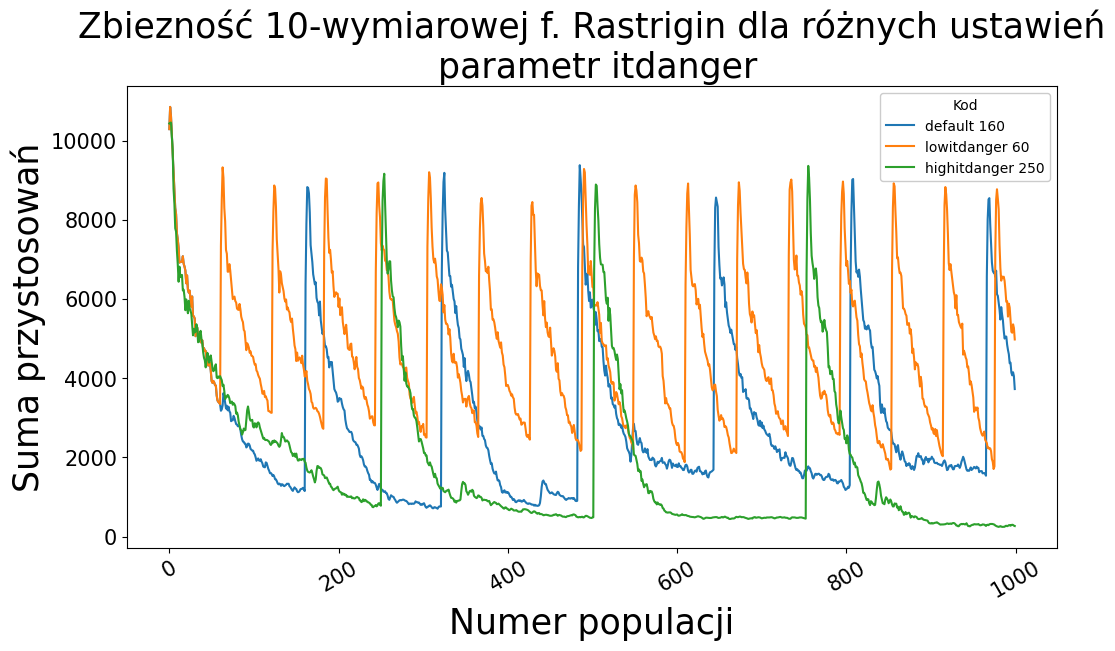 Zbiezność 10-wymiarowej f. Rastrigin dla różnych ustawień
parametr itdanger
Kod
default 160
lowitdanger 60
highitdanger 250
Suma przystosowań
10000
8000
6000
4000
2000
0
0
200
400
600
800
1000
Numer populacji